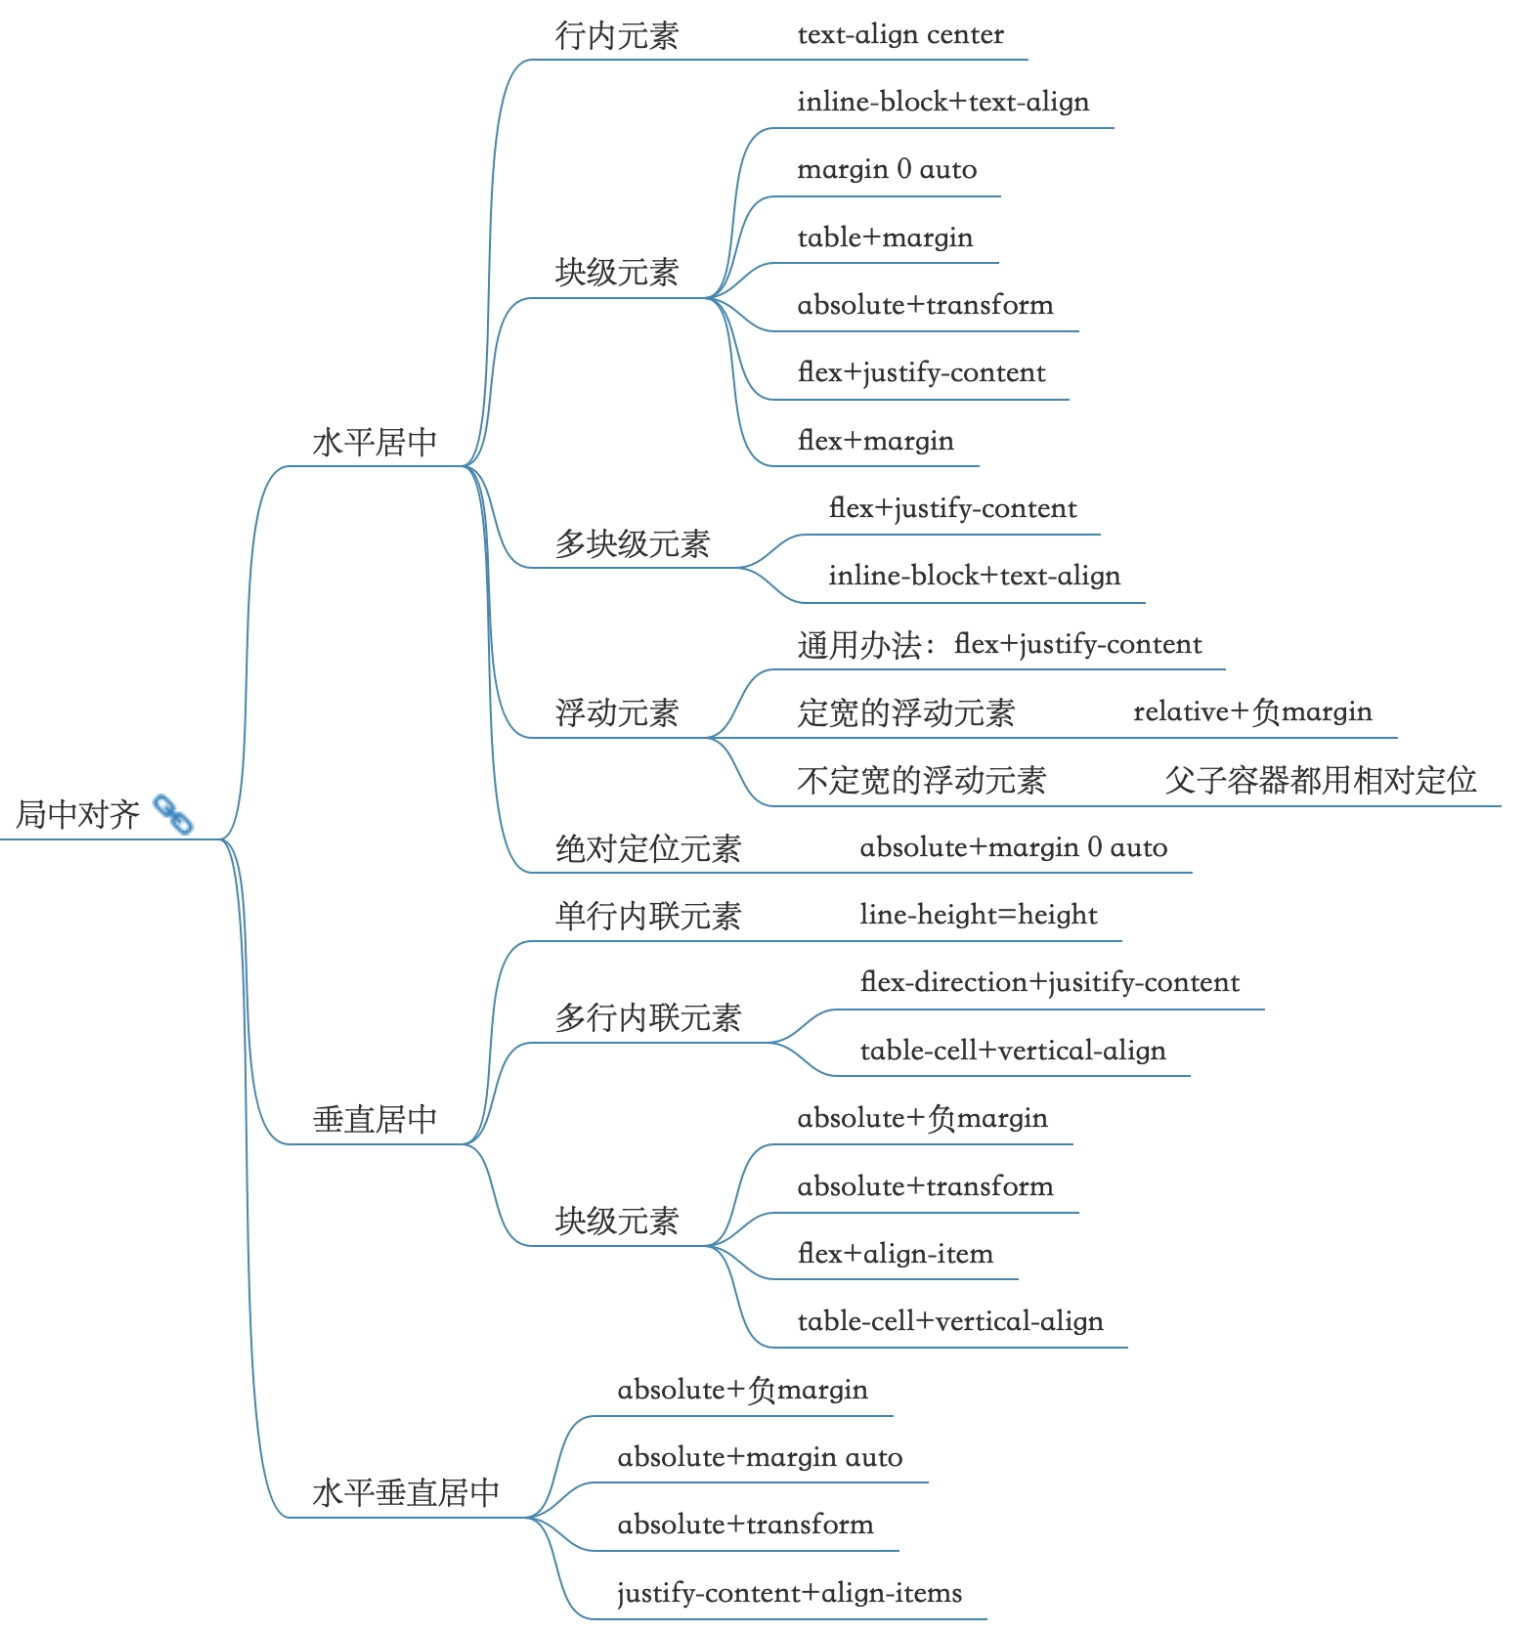 行内元素 text-align center
inline-block+text-align
margin 0 auto
table+margin
块级元素
absolute+transform
flex+justify-content
水平居中
flex+margin
flex+justify-content
多块级元素
inline-block+text-align
通用办法：flex+justify-content
浮动元素
定宽的浮动元素 relative+负margin
不定宽的浮动元素 父子容器都用相对定位
局中对齐
绝对定位元素 absolute+margin 0 auto
单行内联元素 line-height=height
flex-direction+jusitify-content
多行内联元素
table-cell+vertical-align
垂直居中
absolute+负margin
absolute+transform
块级元素
flex+align-item
table-cell+vertical-align
absolute+负margin
absolute+margin auto
水平垂直居中
absolute+transform
justify-content+align-items